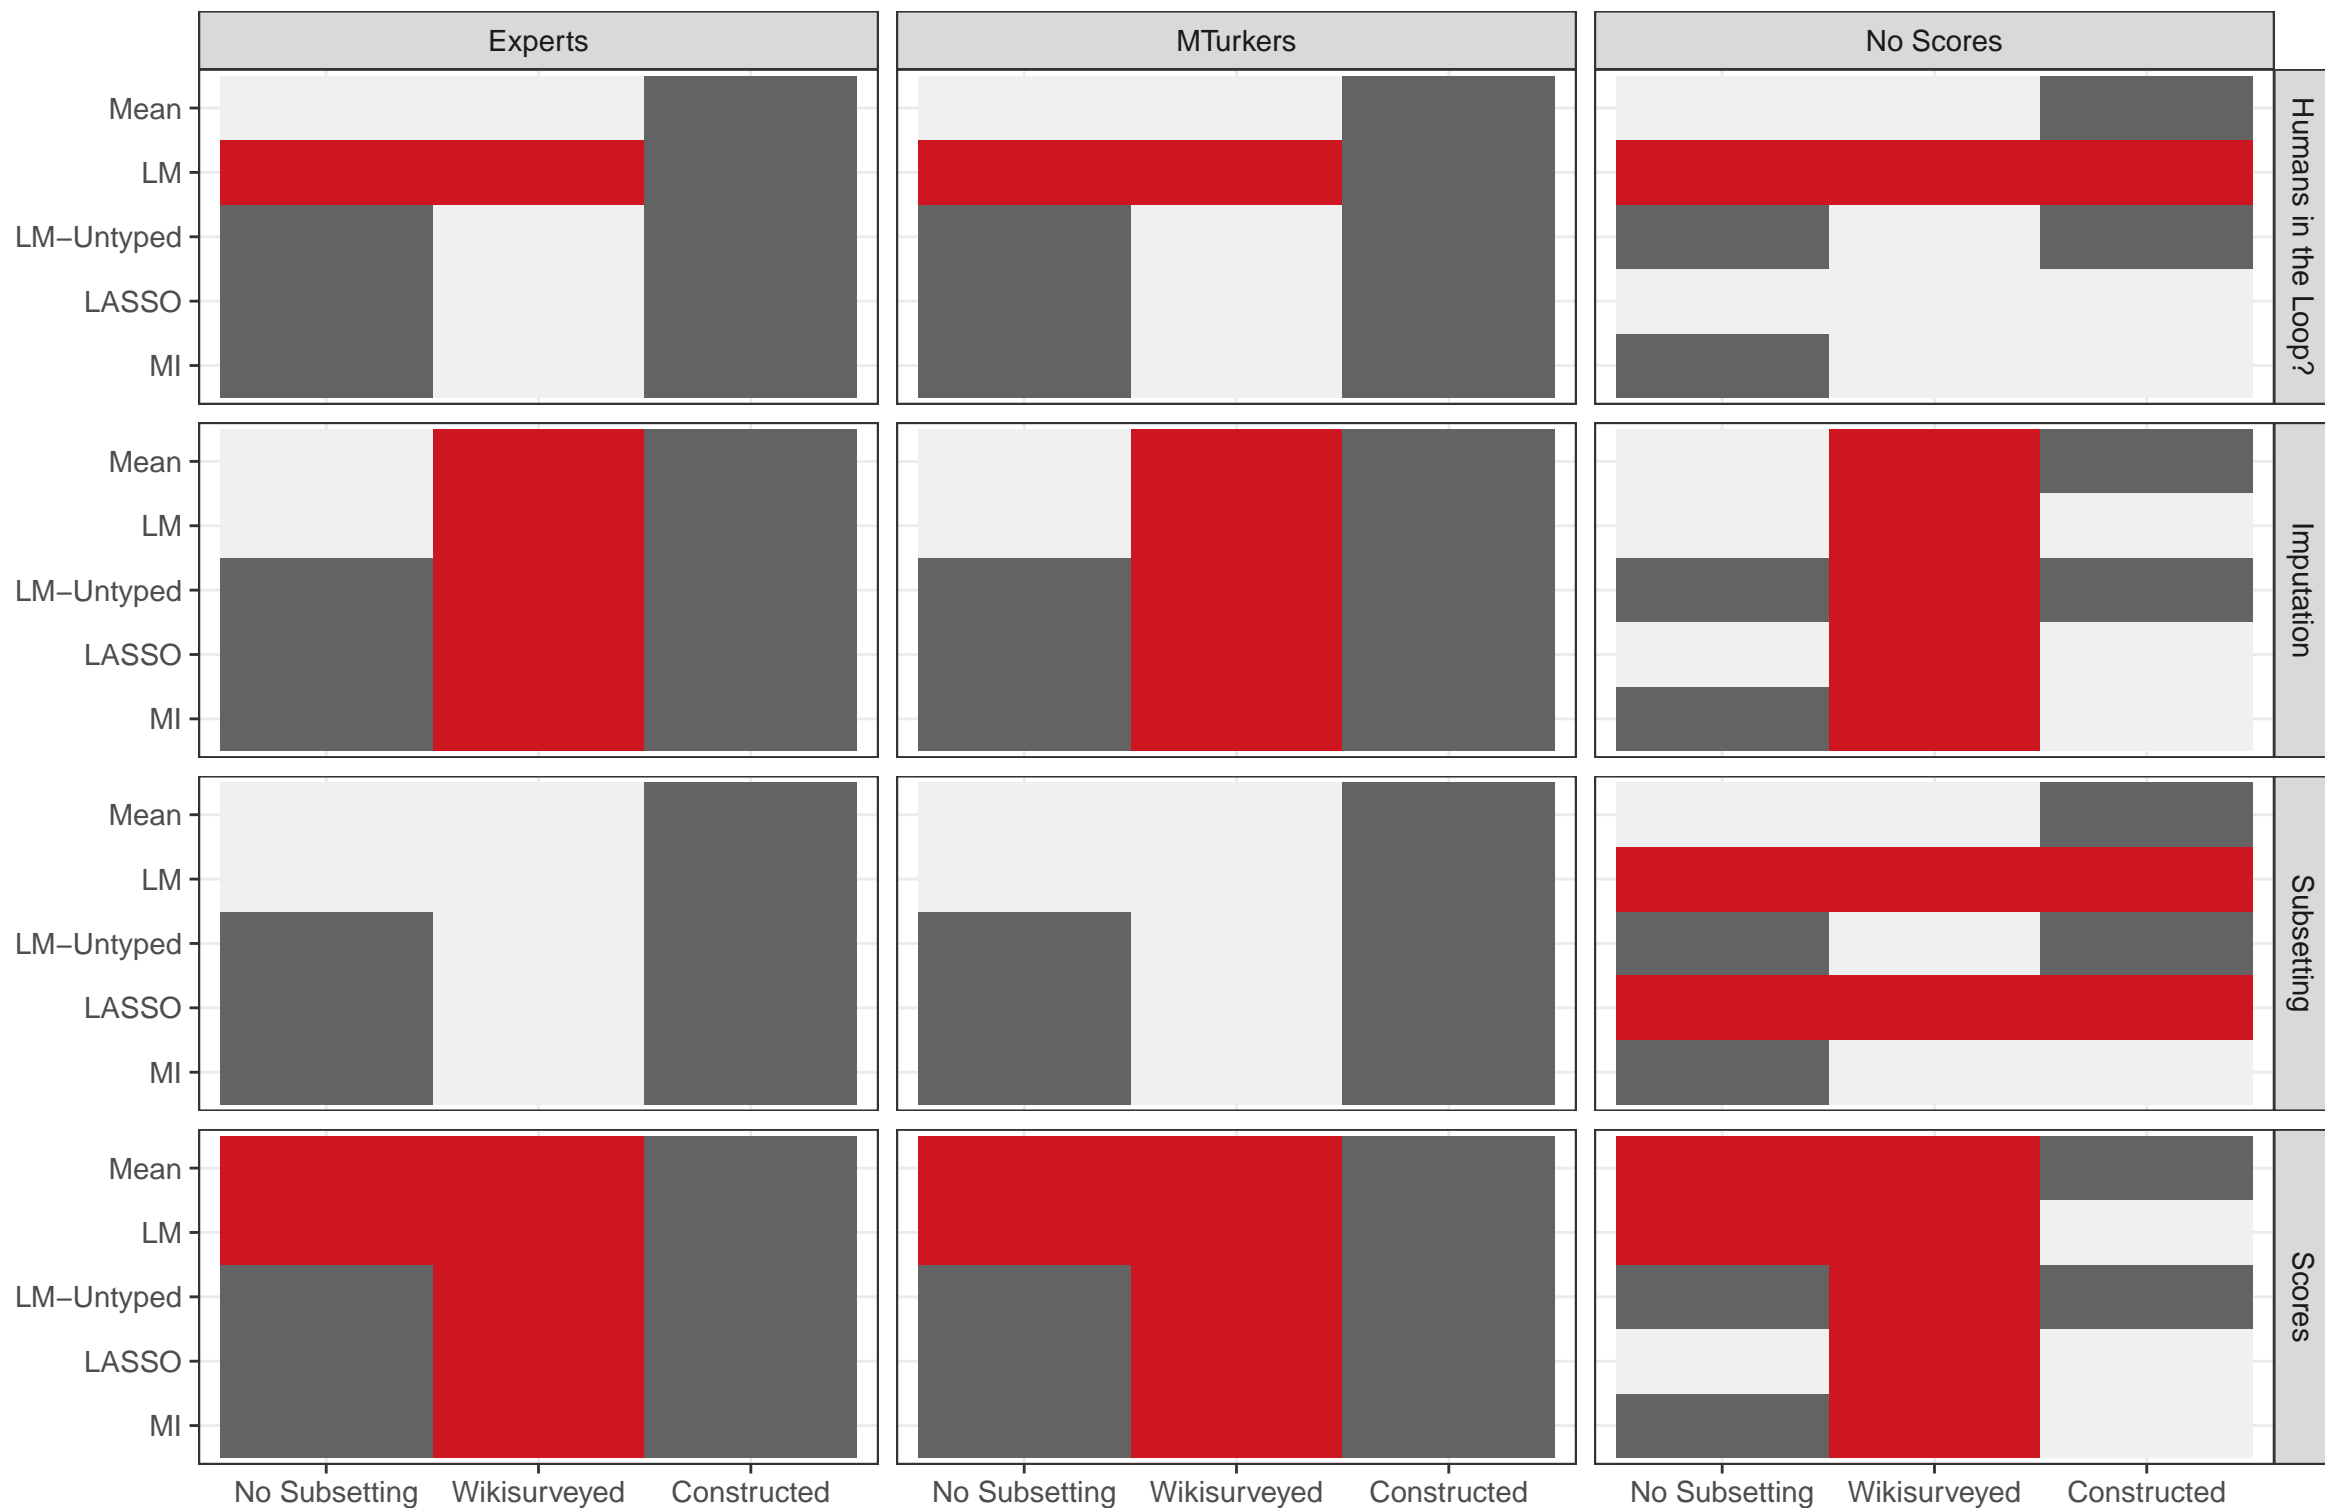 Experts MTurkers No Scores
Mean
LM
LM−Untyped
LASSO
MI
Humans in the Loop?
Mean
LM
LM−Untyped
LASSO
MI
Imputation
Mean
LM
LM−Untyped
LASSO
MI
Subsetting
Mean
LM
LM−Untyped
LASSO
MI
Scores
No Subsetting Wikisurveyed Constructed No Subsetting Wikisurveyed Constructed No Subsetting Wikisurveyed Constructed